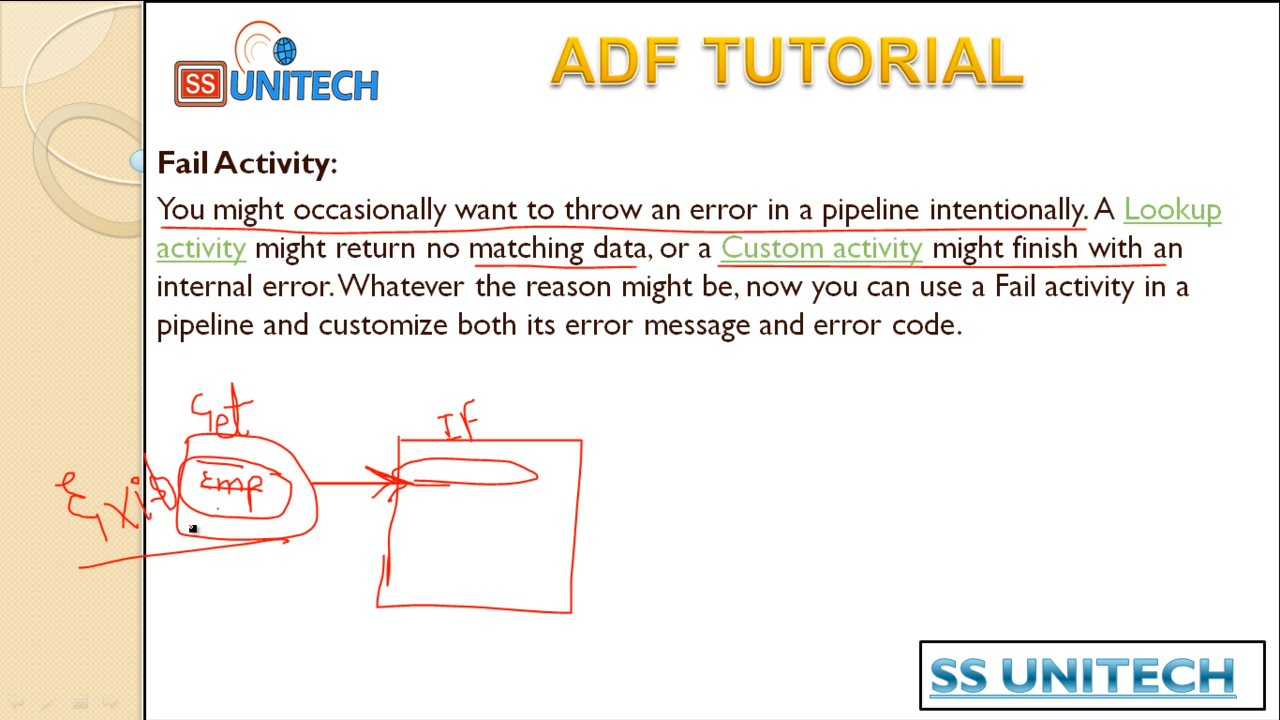 SS UNITECH
ADF TUTORIAL
Fail Activity:
You might occasionally want to throw an error in a pipeline intentionally. A Lookup
activity might return no matching data, or a Custom activity might finish with an
internal error. Whatever the reason might be, now you can use a Fail activity in a
pipeline and customize both its error message and error code.
Get
IF
Emp
SS UNITECH